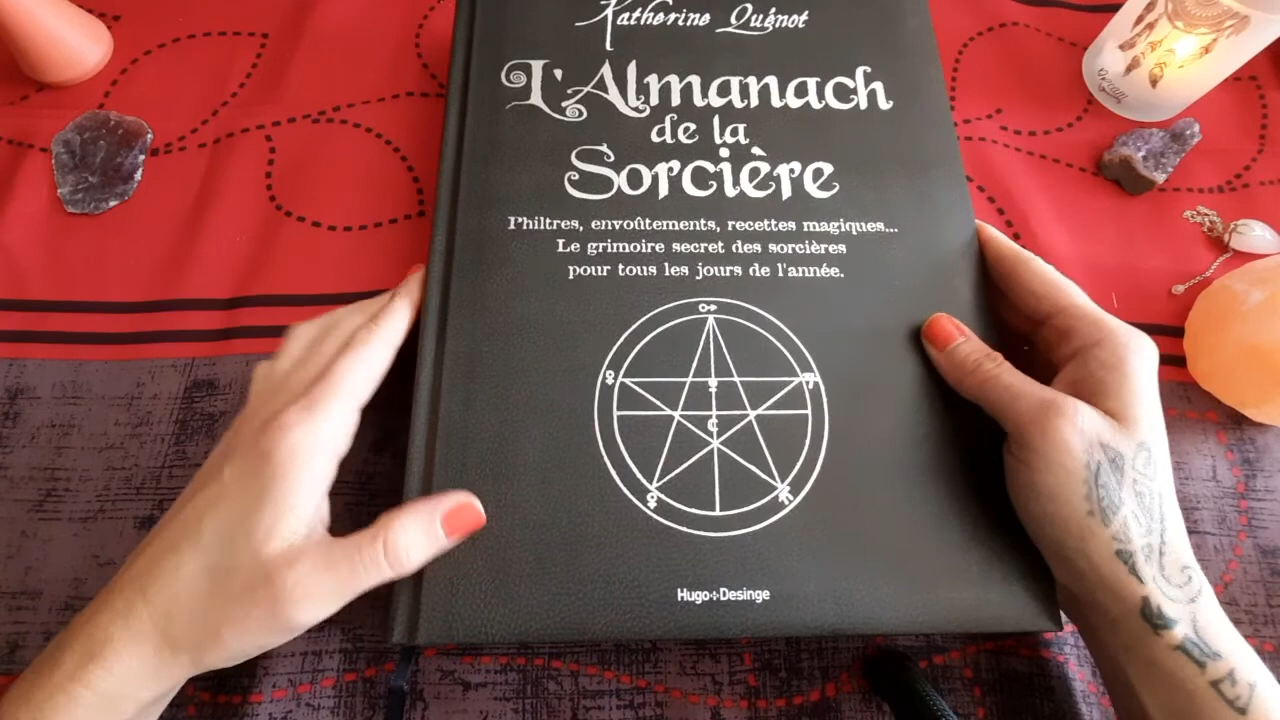 Katherine Quénot
L'Almanach
de la
Sorcière
Philtres, envoûtements, recettes magiques...
Le grimoire secret des sorcières
pour tous les jours de l'année.
Hugo Desinge